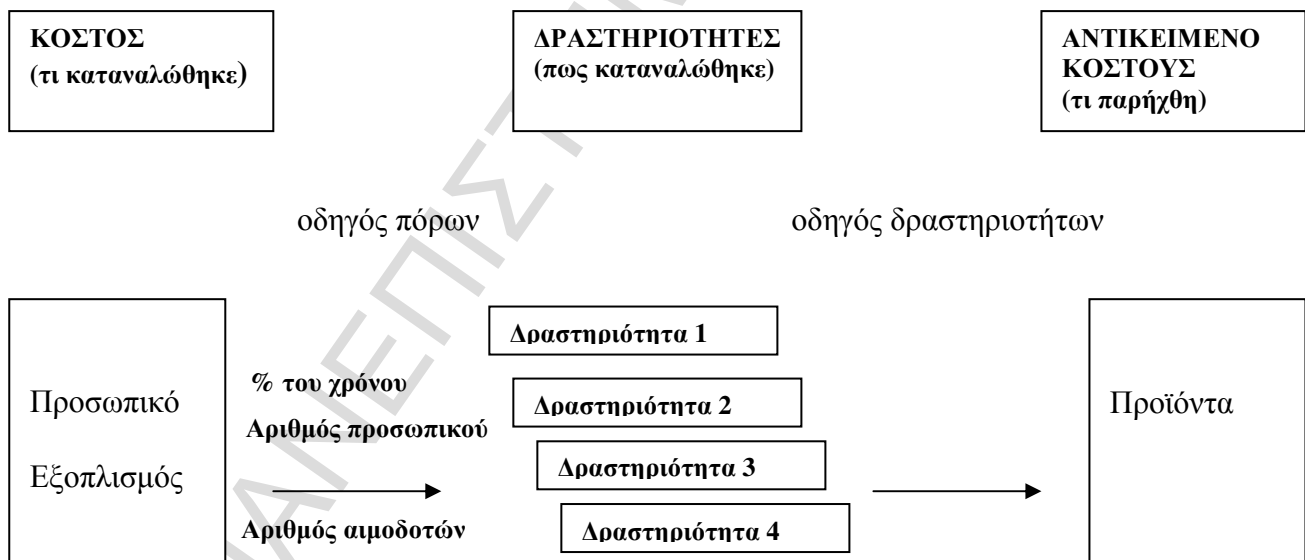 ΚΟΣΤΟΣ
(τι καταναλώθηκε)
ΔΡΑΣΤΗΡΙΟΤΗΤΕΣ
(πως καταναλώθηκε)
ΑΝΤΙΚΕΙΜΕΝΟ
ΚΟΣΤΟΥΣ
(τι παρήχθη)
οδηγός πόρων
οδηγός δραστηριοτήτων
Προσωπικό
Εξοπλισμός
% του χρόνου
Αριθμός προσωπικού
Αριθμός αιμοδοτών
Δραστηριότητα 1
Δραστηριότητα 2
Δραστηριότητα 3
Δραστηριότητα 4
Προϊόντα